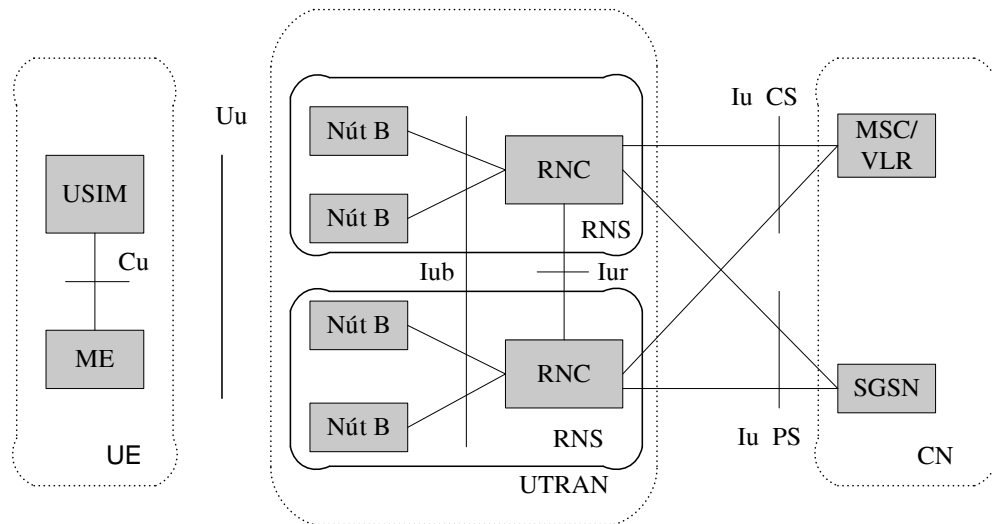 Uu
USIM
Cu
ME
UE
Nút B
Nút B
RNC
RNS
Iub
Iur
Nút B
Nút B
RNC
RNS
UTRAN
Iu CS
MSC/
VLR
SGSN
Iu PS
CN